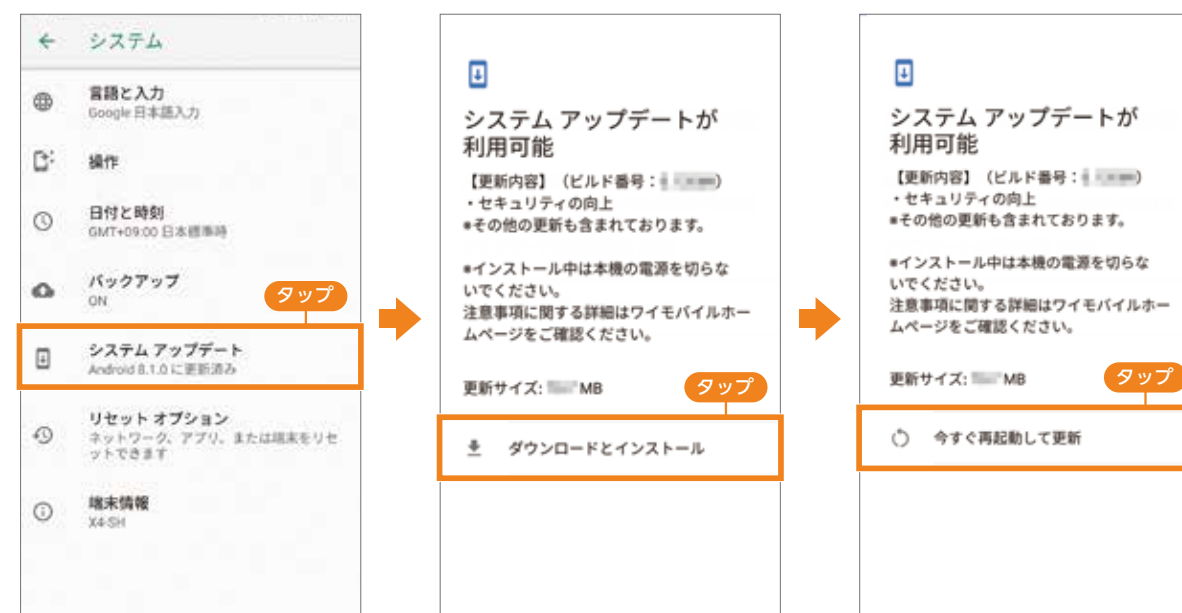 システム
言語と入力
Google 日本語入力
操作
日付と時刻
GMT+09:00 日本標準時
バックアップ
ON
タップ
システム アップデート
Android 8.1.0 に更新済み
リセット オプション
ネットワーク、アプリ、または端末をリセ
ットできます
端末情報
X4-SH
システム アップデートが
利用可能
【更新内容】（ビルド番号：）
・セキュリティの向上
※その他の更新も含まれております。
※インストール中は本機の電源を切らな
いでください。
注意事項に関する詳細はワイモバイルホー
ムページをご確認ください。
更新サイズ: MB
タップ
ダウンロードとインストール
システム アップデートが
利用可能
【更新内容】（ビルド番号：）
・セキュリティの向上
※その他の更新も含まれております。
※インストール中は本機の電源を切らな
いでください。
注意事項に関する詳細はワイモバイルホー
ムページをご確認ください。
更新サイズ: MB
タップ
今すぐ再起動して更新